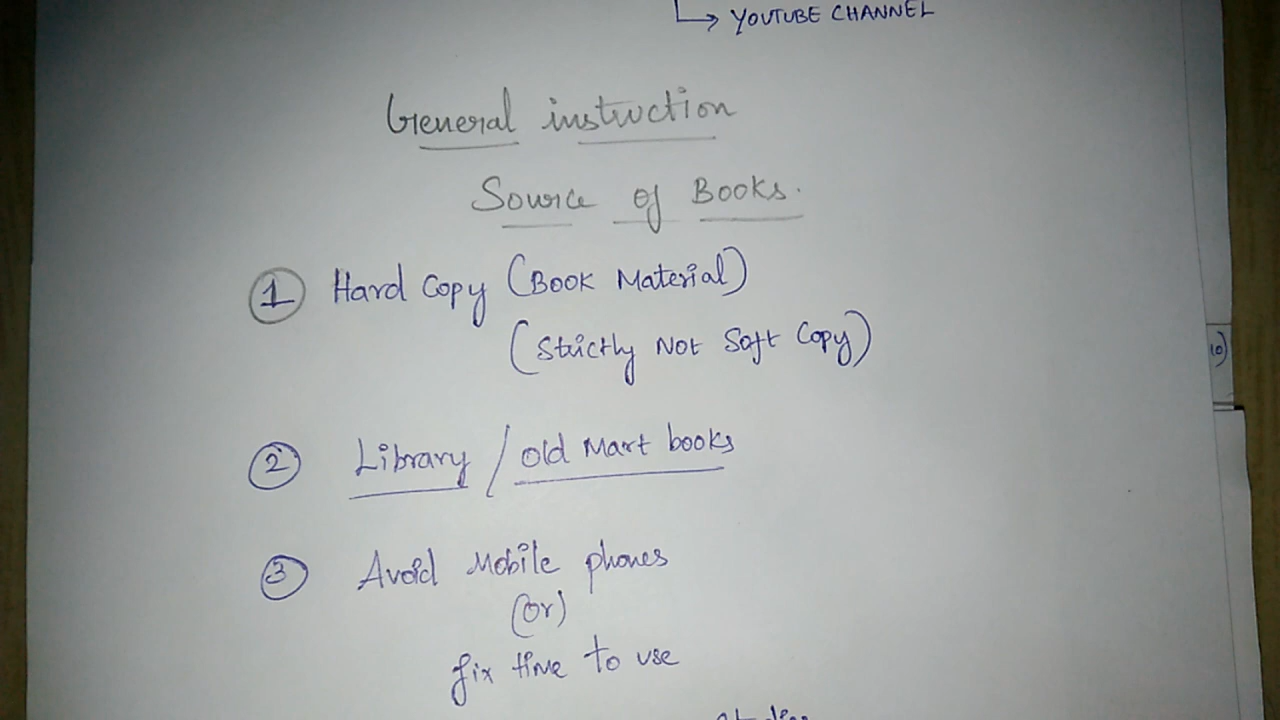 ↳ YOUTUBE CHANNEL
General instruction
Source of Books.
① Hard Copy (Book Material)
(Strictly Not Soft Copy)
② Library / old Mart books
③ Avoid Mobile phones
(Or)
fix time to use